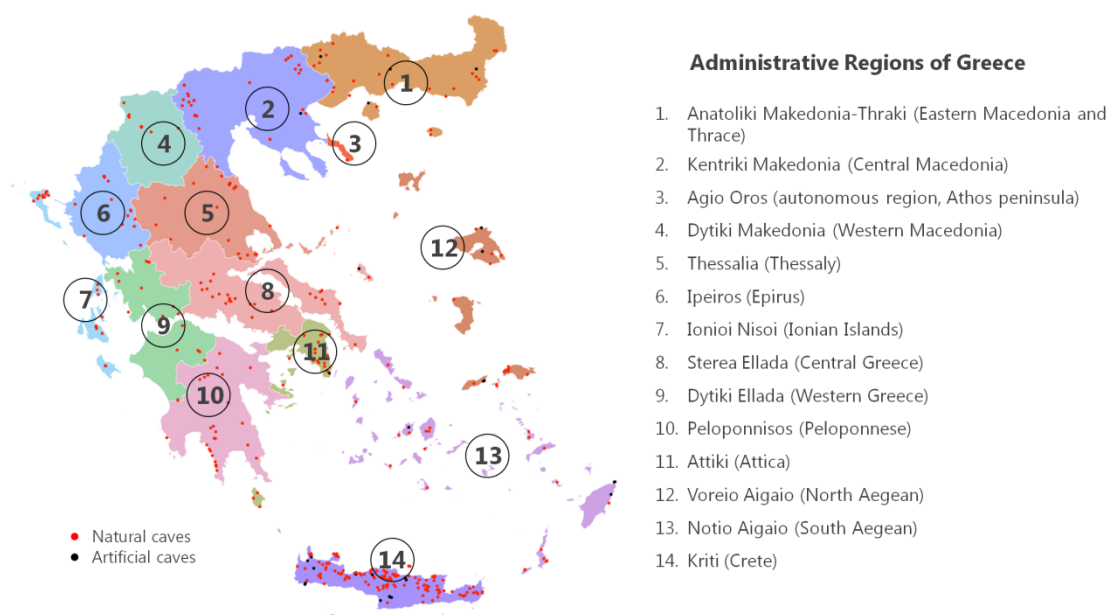 Administrative Regions of Greece
1. Anatoliki Makedonia-Thraki (Eastern Macedonia and
Thrace)
2. Kentriki Makedonia (Central Macedonia)
3. Agio Oros (autonomous region, Athos peninsula)
4. Dytiki Makedonia (Western Macedonia)
5. Thessalia (Thessaly)
6. Ipeiros (Epirus)
7. Ionioi Nisoi (Ionian Islands)
8. Sterea Ellada (Central Greece)
9. Dytiki Ellada (Western Greece)
10. Peloponnisos (Peloponnese)
11. Attiki (Attica)
12. Voreio Aigaio (North Aegean)
13. Notio Aigaio (South Aegean)
14. Kriti (Crete)
1
2
3
4
5
6
12
7
8
9
11
10
13
14
Natural caves
Artificial caves